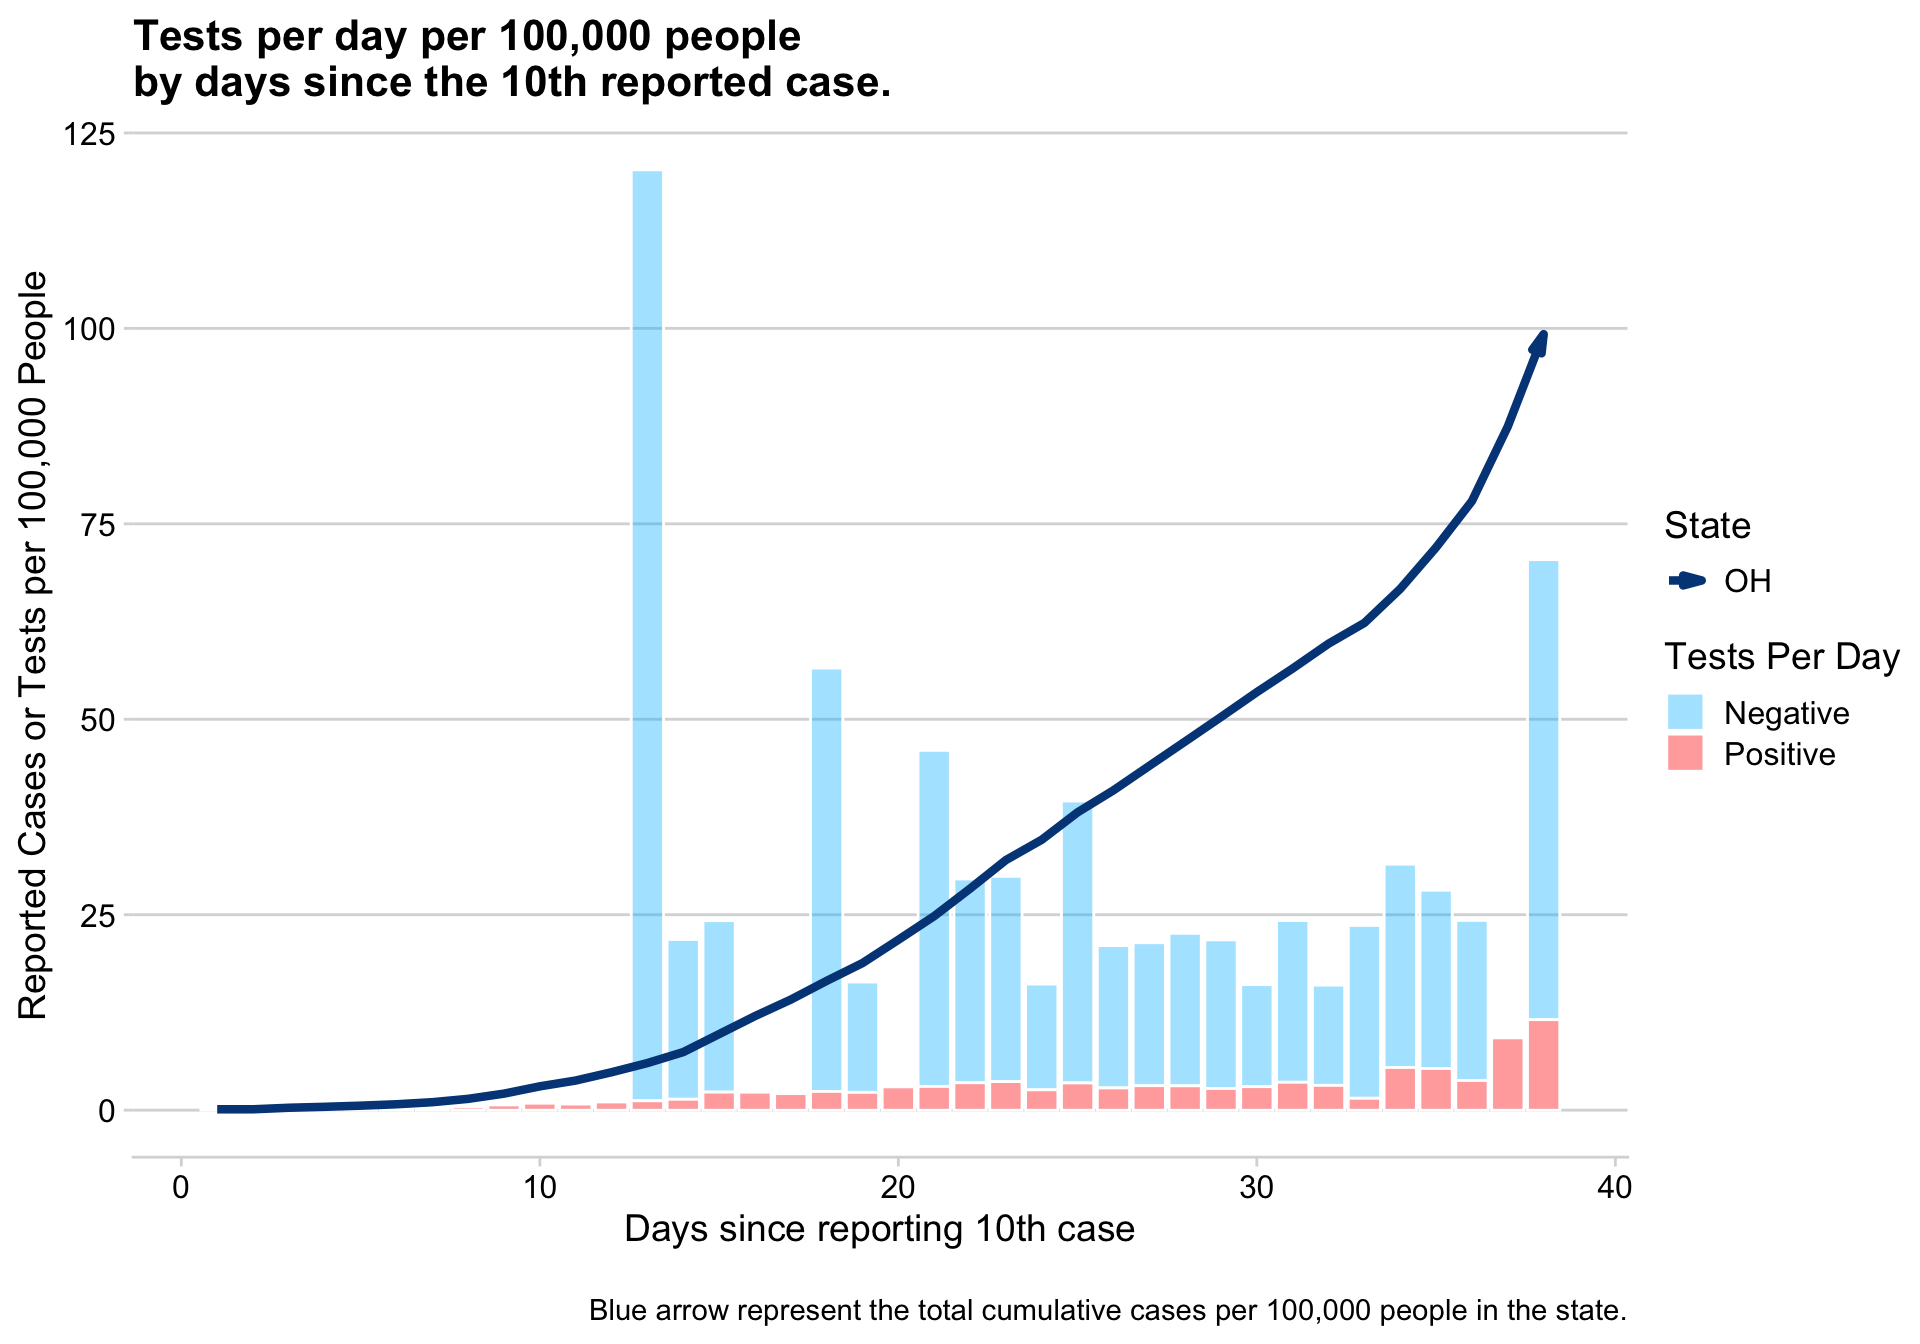 Tests per day per 100,000 people
by days since the 10th reported case.
Reported Cases or Tests per 100,000 People
125
100
75
50
25
0
0
10
20
30
40
Days since reporting 10th case
State
OH
Tests Per Day
Negative
Positive
Blue arrow represent the total cumulative cases per 100,000 people in the state.